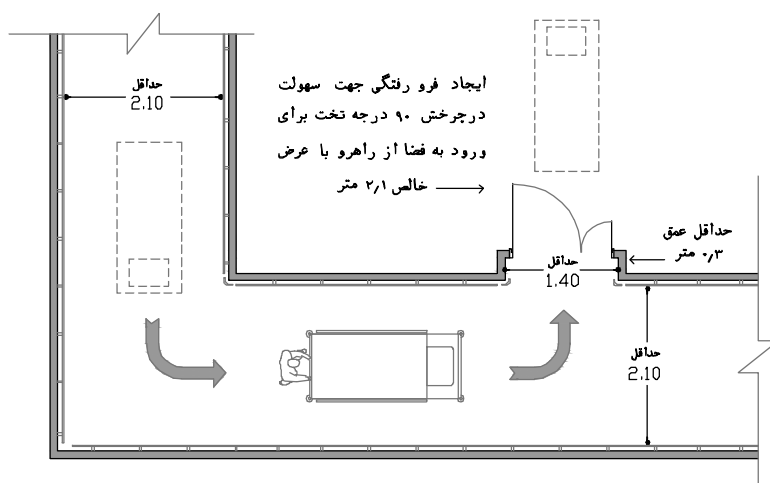 حداقل
2.10
ایجاد فرو رفتگی جهت سهولت
درچرخش ۹۰ درجه تخت برای
ورود به فضا از راهرو با عرض
خالص ۲٫۱ متر
حداقل عمق
۰٫۳ متر
حداقل
1.40
حداقل
2.10